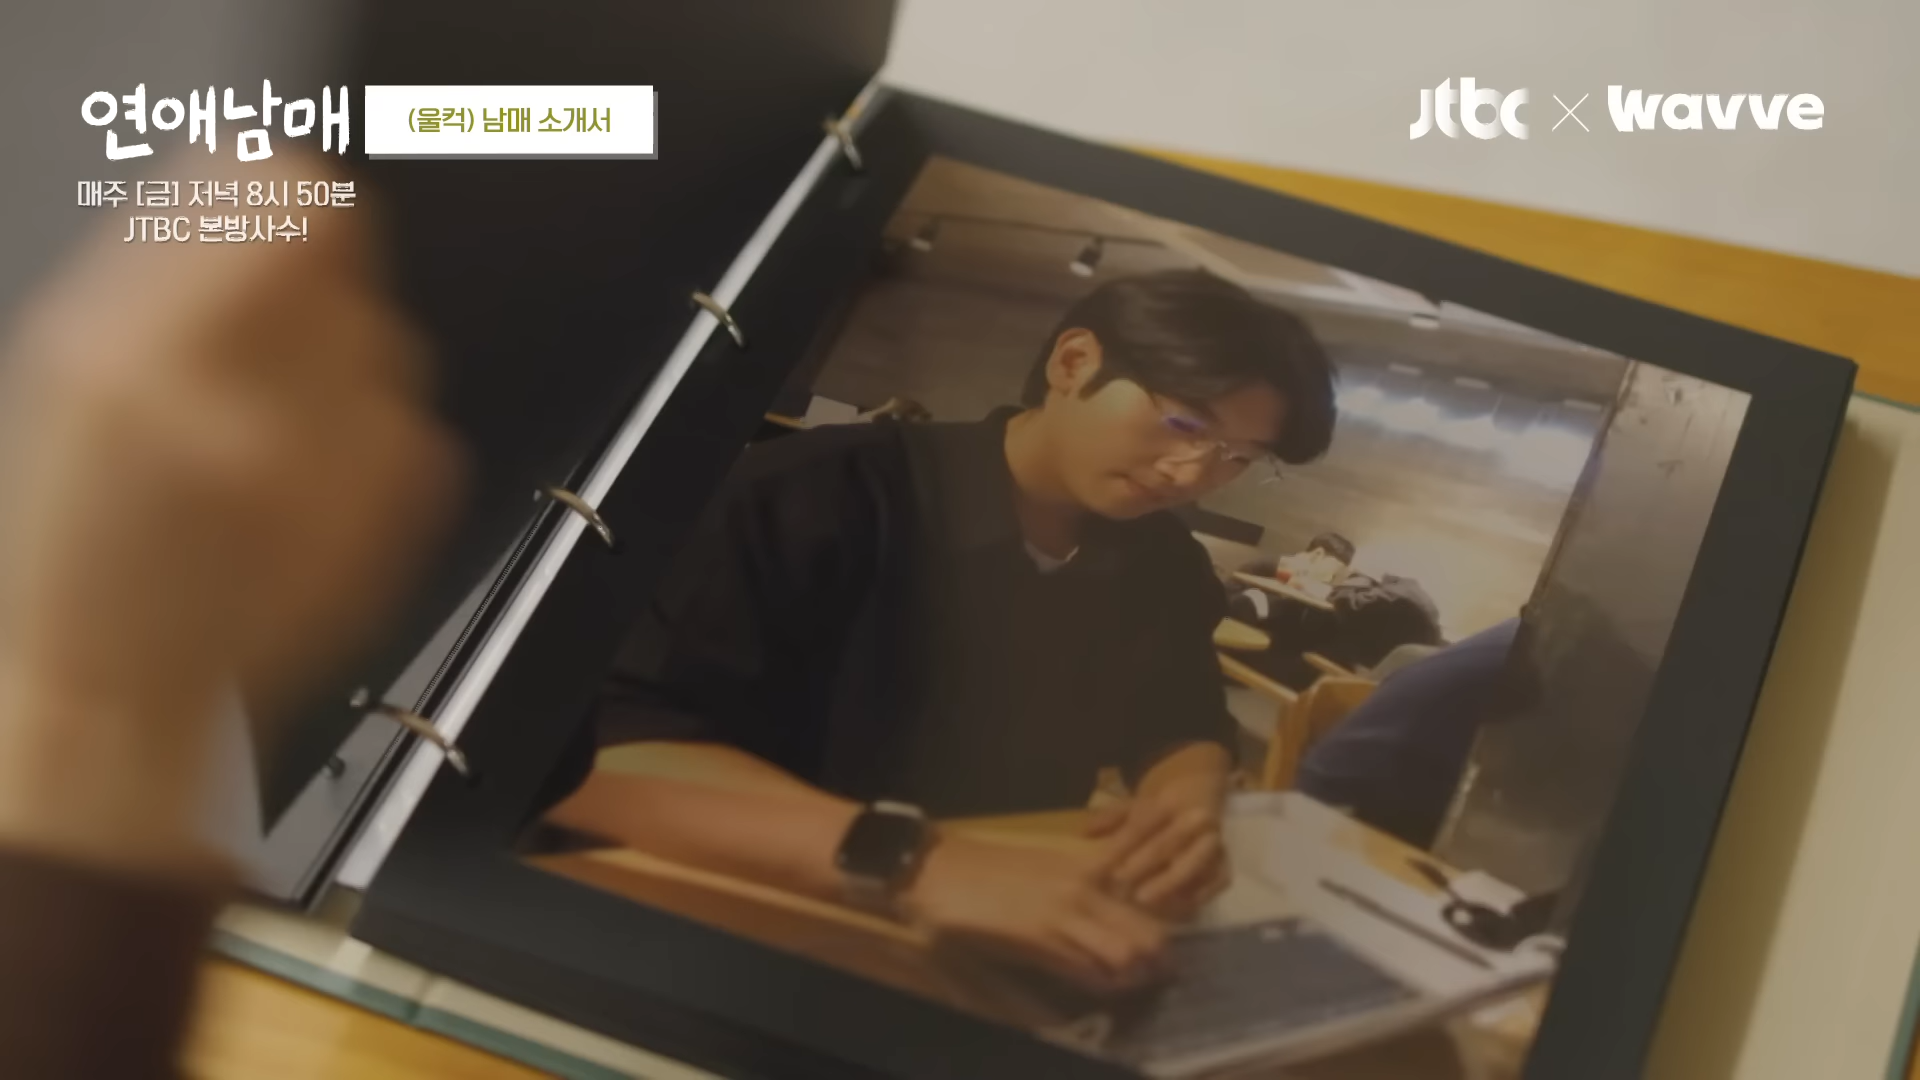 연애남매
(울컥) 남매 소개서
매주 [금] 저녁 8시 50분
JTBC 본방사수!
Jtbc × wavve